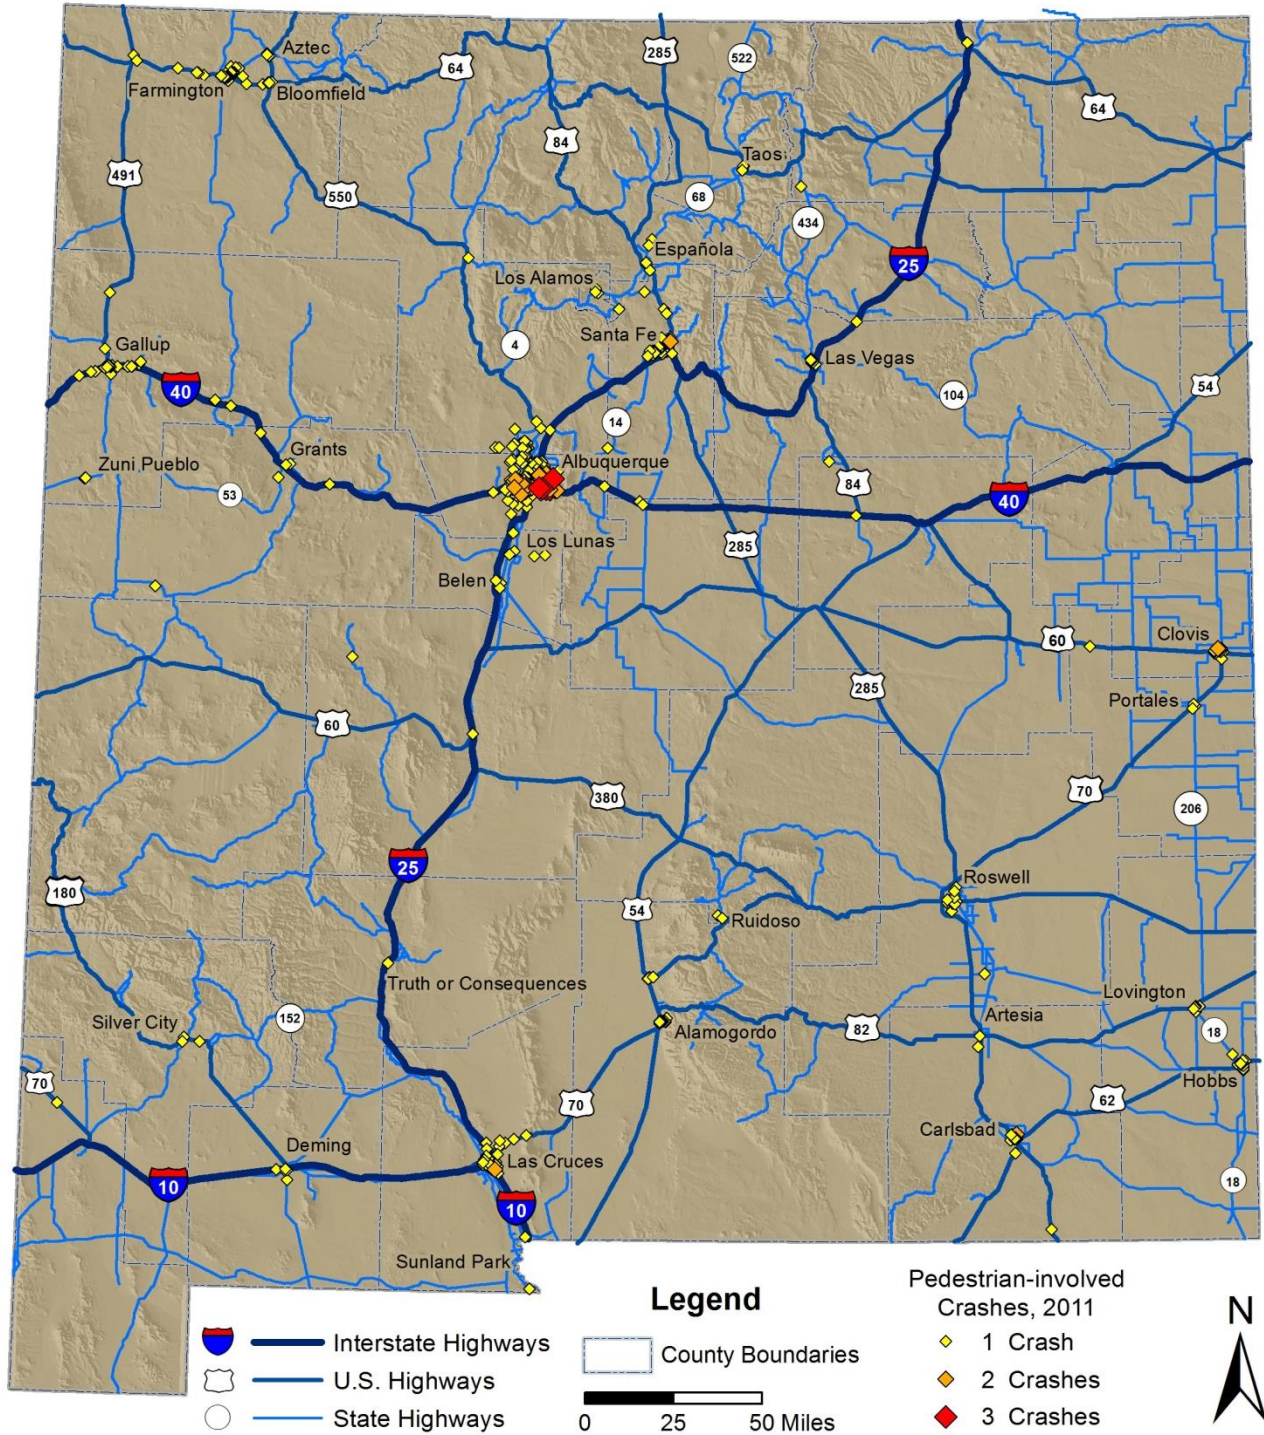 Aztec
Farmington
Bloomfield
64
285
522
64
84
Taos
491
550
68
434
Española
25
Los Alamos
Santa Fe
4
Gallup
Las Vegas
40
104
54
14
Grants
Albuquerque
Zuni Pueblo
53
84
40
Los Lunas
285
Belen
60
Clovis
285
Portales
60
70
380
206
25
180
Roswell
54
Ruidoso
Truth or Consequences
Lovington
Silver City
152
Artesia
Alamogordo
82
18
70
Hobbs
70
62
Carlsbad
Deming
Las Cruces
10
18
10
Sunland Park
Legend
Interstate Highways
U.S. Highways
State Highways
County Boundaries
0 25 50 Miles
Pedestrian-involved
Crashes, 2011
1 Crash
2 Crashes
3 Crashes
N